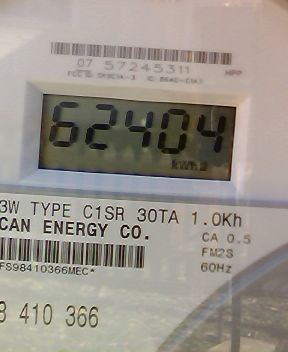 07 57245311
HPP
62404
kWh
3W TYPE C1SR 30TA 1.0Kh
CAN ENERGY CO.
CA 0.5
FM2S
60Hz
FS98410366MEC*
410 366